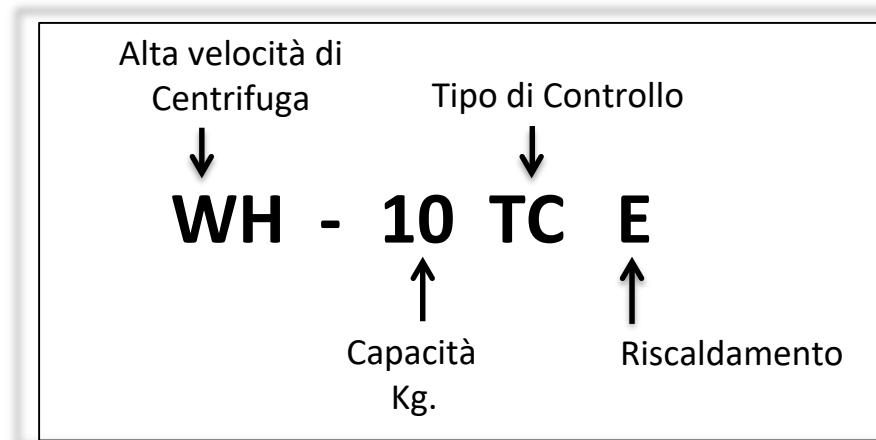 Alta velocità di
Centrifuga
Tipo di Controllo
WH - 10 TC E
Capacità
Kg.
Riscaldamento